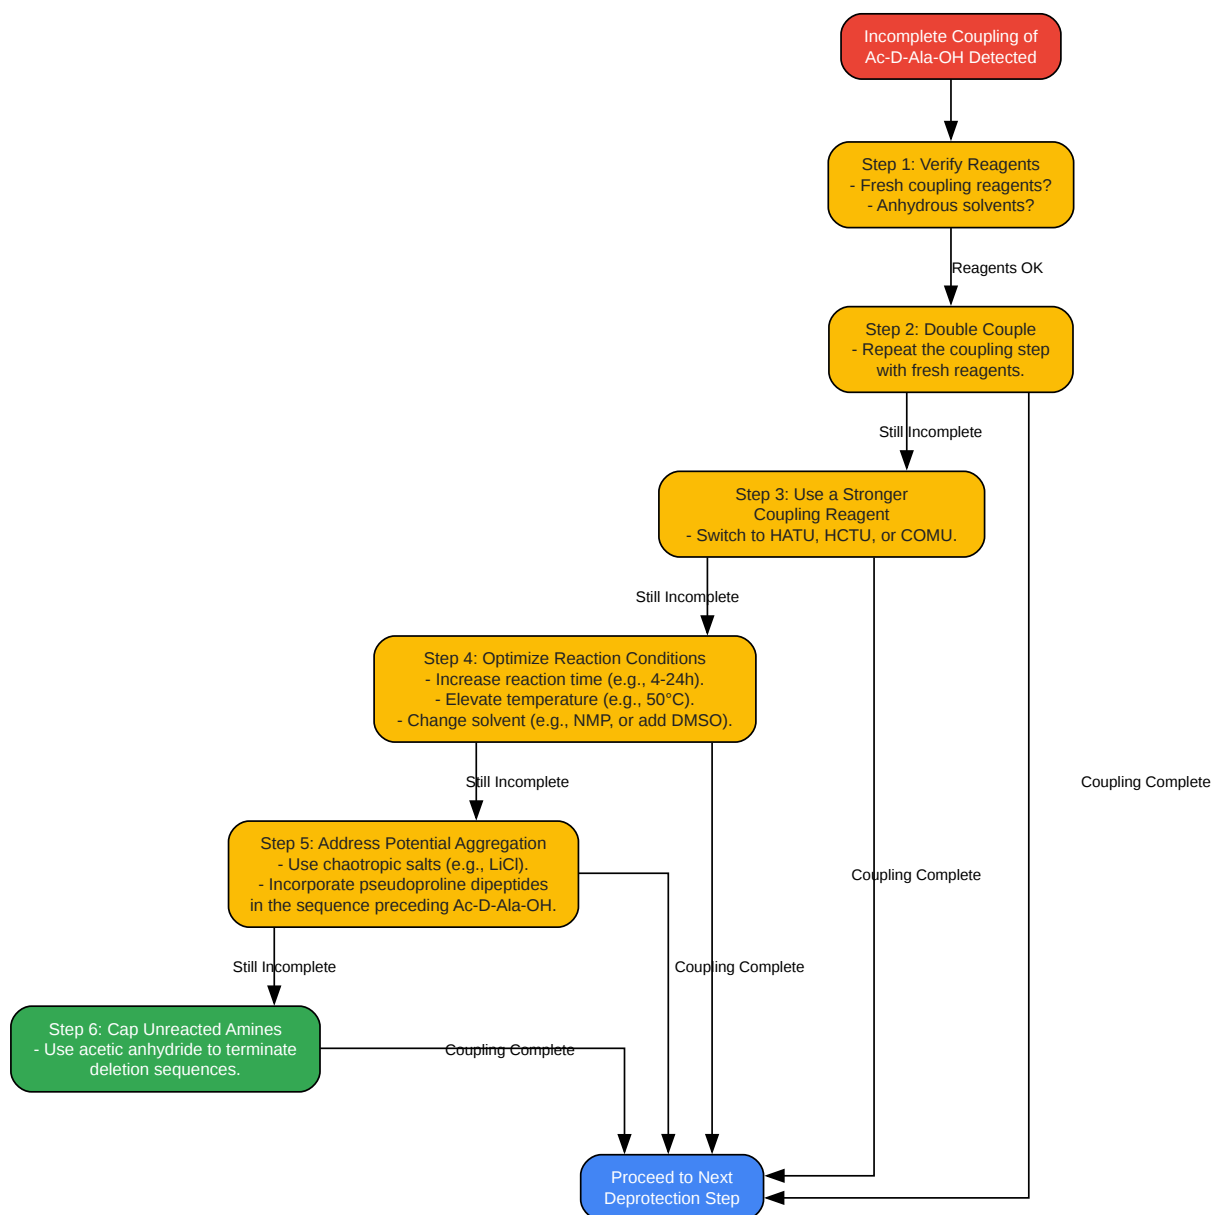 Incomplete Coupling of
Ac-D-Ala-OH Detected
Step 1: Verify Reagents
- Fresh coupling reagents?
- Anhydrous solvents?
Reagents OK
Step 2: Double Couple
- Repeat the coupling step
with fresh reagents.
Still Incomplete
Step 3: Use a Stronger
Coupling Reagent
- Switch to HATU, HCTU, or COMU.
Still Incomplete
Step 4: Optimize Reaction Conditions
- Increase reaction time (e.g., 4-24h).
- Elevate temperature (e.g., 50°C).
- Change solvent (e.g., NMP, or add DMSO).
Still Incomplete
Coupling Complete
Step 5: Address Potential Aggregation
- Use chaotropic salts (e.g., LiCl).
- Incorporate pseudoproline dipeptides
in the sequence preceding Ac-D-Ala-OH.
Coupling Complete
Still Incomplete
Coupling Complete
Step 6: Cap Unreacted Amines
- Use acetic anhydride to terminate
deletion sequences.
Coupling Complete
Proceed to Next
Deprotection Step